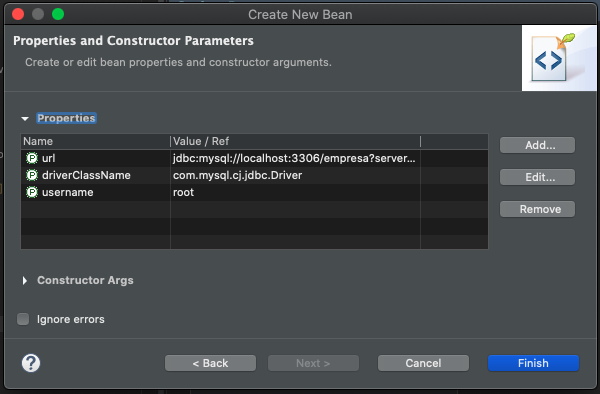 Create New Bean
Properties and Constructor Parameters
Create or edit bean properties and constructor arguments.
Properties
Name Value / Ref
url jdbc:mysql://localhost:3306/empresa?server...
driverClassName com.mysql.cj.jdbc.Driver
username root
Add...
Edit...
Remove
Constructor Args
Ignore errors
? < Back Next > Cancel Finish